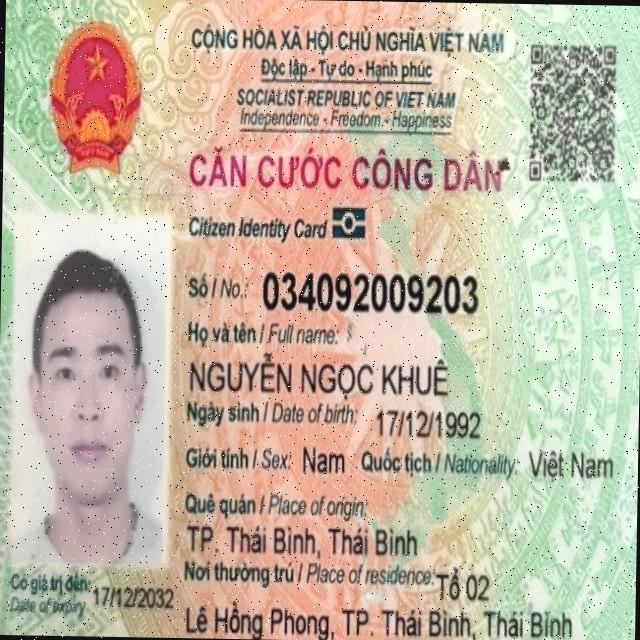 CỘNG HÒA XÃ HỘI CHỦ NGHĨA VIỆT NAM
Độc lập - Tự do - Hạnh phúc
SOCIALIST REPUBLIC OF VIET NAM
Independence - Freedom - Happiness
CĂN CƯỚC CÔNG DÂN
Citizen Identity Card
Số / No.: 034092009203
Họ và tên / Full name:
NGUYỄN NGỌC KHUÊ
Ngày sinh / Date of birth: 17/12/1992
Giới tính / Sex: Nam Quốc tịch / Nationality: Việt Nam
Quê quán / Place of origin:
TP. Thái Bình, Thái Bình
Nơi thường trú / Place of residence: Tổ 02
Lê Hồng Phong, TP. Thái Bình, Thái Bình
Có giá trị đến: 17/12/2032
Date of expiry